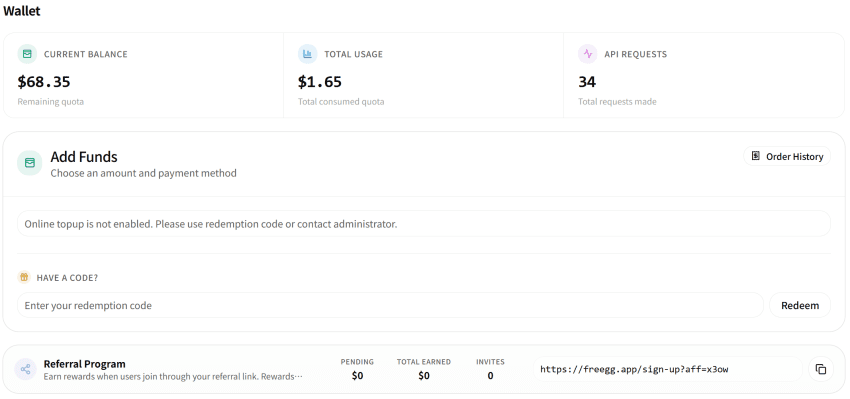 Wallet
CURRENT BALANCE
$68.35
Remaining quota
TOTAL USAGE
$1.65
Total consumed quota
API REQUESTS
34
Total requests made
Add Funds
Choose an amount and payment method
Order History
Online topup is not enabled. Please use redemption code or contact administrator.
HAVE A CODE?
Enter your redemption code
Redeem
Referral Program
Earn rewards when users join through your referral link. Rewards···
PENDING
$0
TOTAL EARNED
$0
INVITES
0
https://freegg.app/sign-up?aff=x3ow